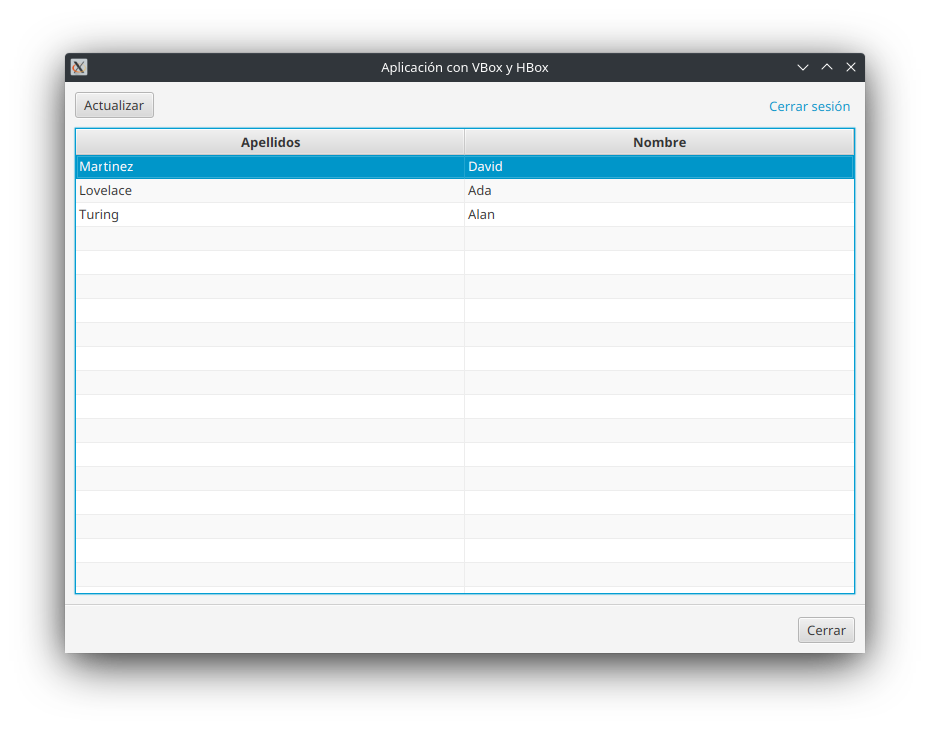 Aplicación con VBox y HBox
Actualizar Cerrar sesión
Apellidos Nombre
Martinez David
Lovelace Ada
Turing Alan
Cerrar